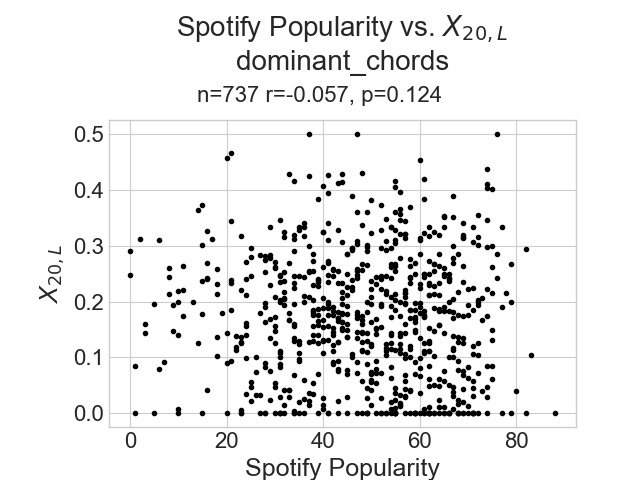 Spotify Popularity vs. X20, L
dominant_chords
n=737 r=-0.057, p=0.124
0.5
0.4
0.3
0.2
0.1
0.0
X20, L
0 20 40 60 80
Spotify Popularity